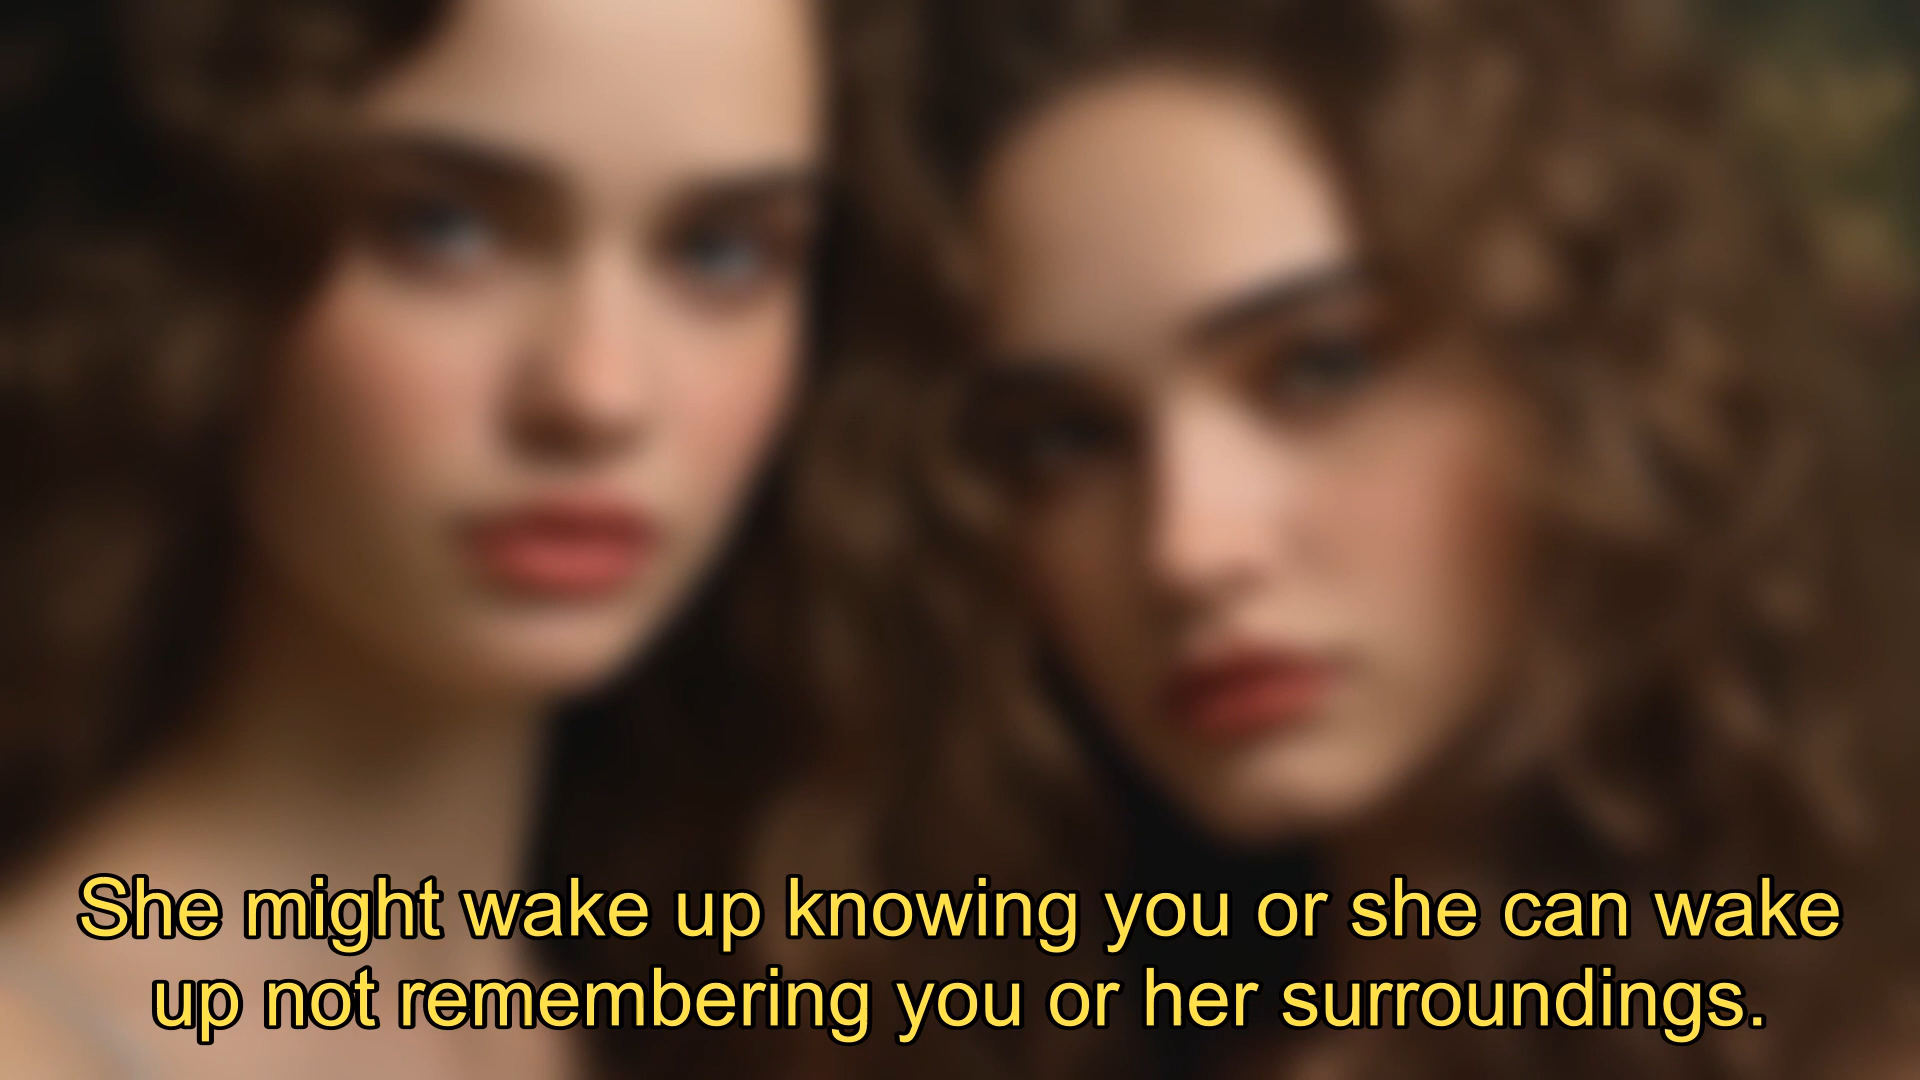 She might wake up knowing you or she can wake
up not remembering you or her surroundings.